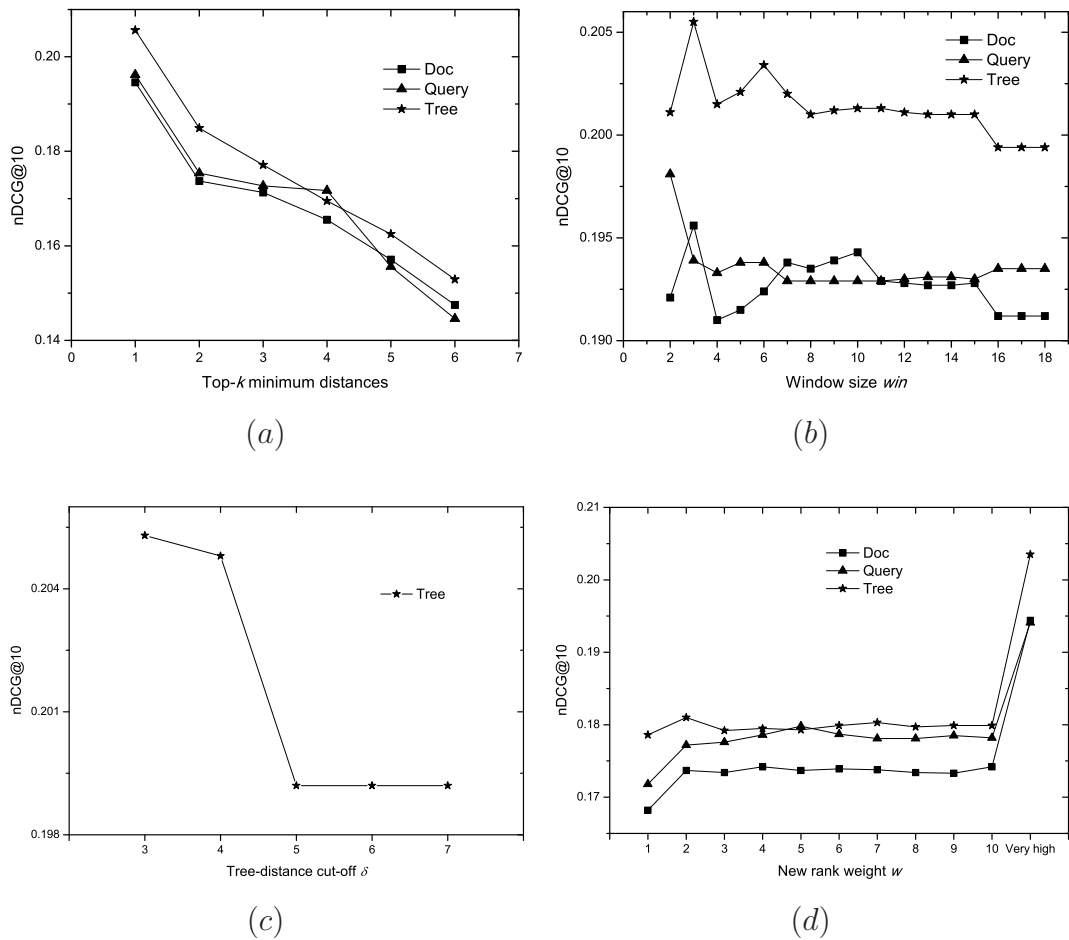 0.20
0.18
0.16
0.14
nDCG@10
Doc
Query
Tree
0 1 2 3 4 5 6 7
Top-k minimum distances
(a)
0.205
0.200
0.195
0.190
nDCG@10
Doc
Query
Tree
0 2 4 6 8 10 12 14 16 18
Window size win
(b)
0.204
0.201
0.198
nDCG@10
Tree
3 4 5 6 7
Tree-distance cut-off δ
(c)
0.21
0.20
0.19
0.18
0.17
nDCG@10
Doc
Query
Tree
1 2 3 4 5 6 7 8 9 10 Very high
New rank weight w
(d)